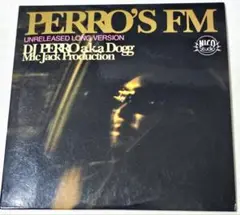 PERRO'S FM
UNRELEASED LONG VERSION
DJ PERRO a.k.a Dogg
Mic Jack Production